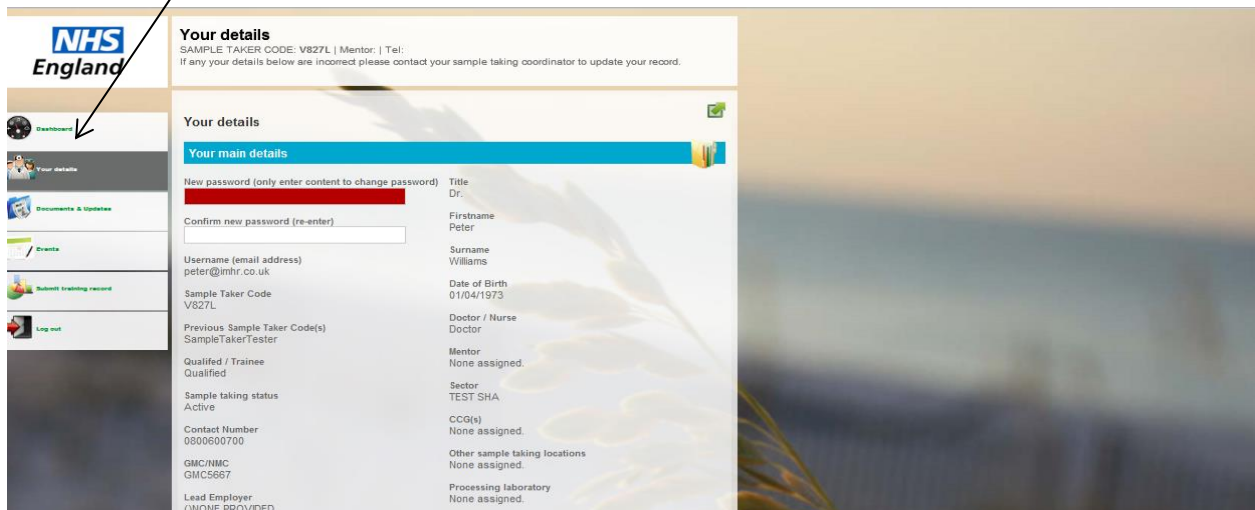 NHS
England
Your details
SAMPLE TAKER CODE: V827L | Mentor: | Tel:
If any your details below are incorrect please contact your sample taking coordinator to update your record.
Dashboard
Your details
Documents & Updates
Events
Submit training record
Log out
Your details
Your main details
New password (only enter content to change password)
Confirm new password (re-enter)
Username (email address)
peter@imhr.co.uk
Sample Taker Code
V827L
Previous Sample Taker Code(s)
SampleTakerTester
Qualifed / Trainee
Qualified
Sample taking status
Active
Contact Number
0800600700
GMC/NMC
GMC5667
Lead Employer
()NONE PROVIDED
Title
Dr.
Firstname
Peter
Surname
Williams
Date of Birth
01/04/1973
Doctor / Nurse
Doctor
Mentor
None assigned.
Sector
TEST SHA
CCG(s)
None assigned.
Other sample taking locations
None assigned.
Processing laboratory
None assigned.